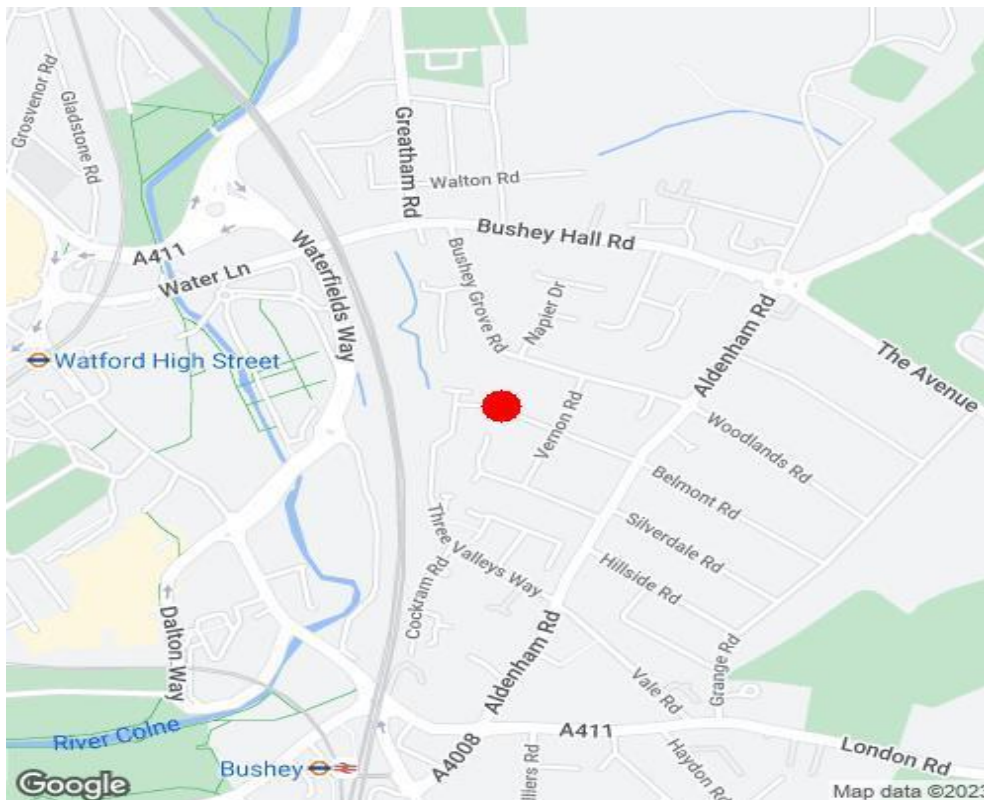 Grosvenor Rd
Gladstone Rd
Greatham Rd
Walton Rd
Bushey Hall Rd
A411
Water Ln
Waterfields Way
Bushey Grove Rd
Napier Dr
Aldenham Rd
The Avenue
Watford High Street
Vernon Rd
Woodlands Rd
Belmont Rd
Silverdale Rd
Three Valleys Way
Hillside Rd
Cockram Rd
Dalton Way
Aldenham Rd
Grange Rd
Vale Rd
River Colne
A411
London Rd
Bushey
A4008
lliers Rd
Haydon Rd
Google
Map data ©2023